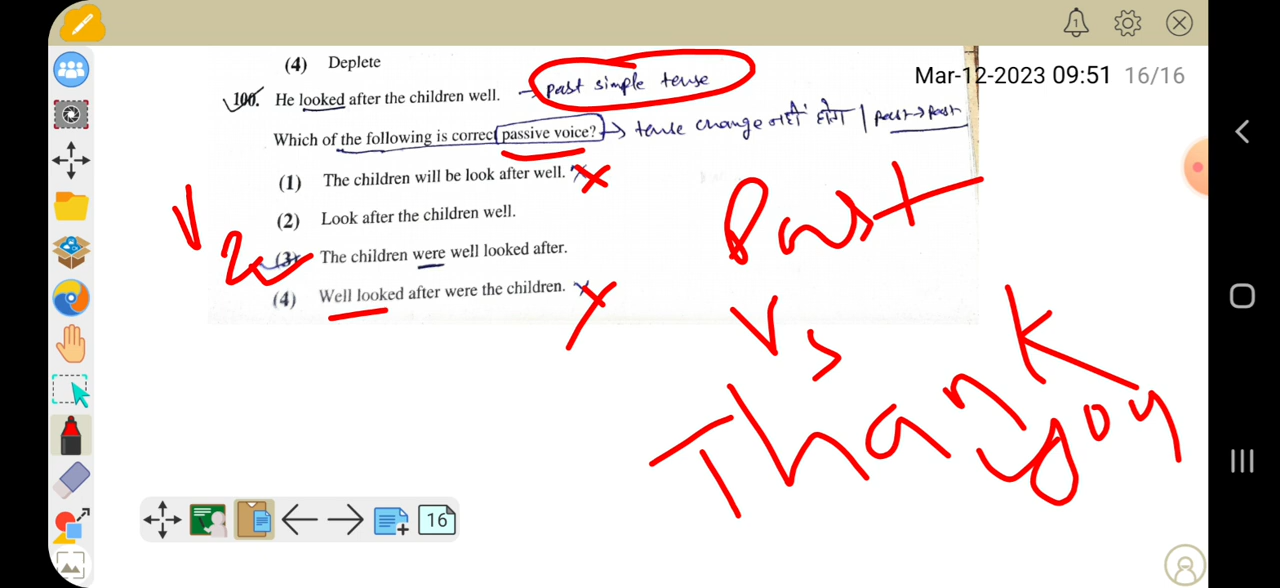 1
Mar-12-2023 09:51 16/16
(4) Deplete
100. He looked after the children well. → past simple tense
Which of the following is correct passive voice? → tense change नहीं होता | past → past
(1) The children will be look after well. ×
(2) Look after the children well.
(3) The children were well looked after.
(4) Well looked after were the children. ×
Past
Thank
you
16